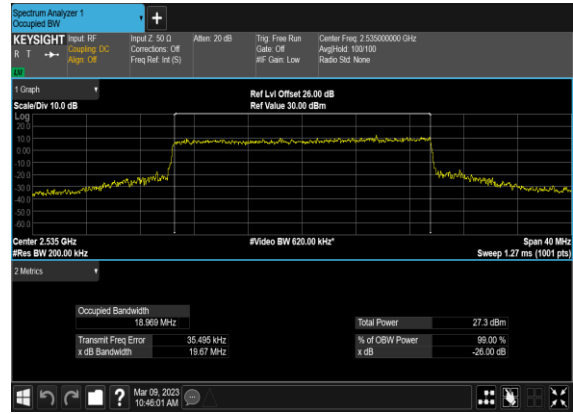 Spectrum Analyzer 1
Occupied BW
KEYSIGHT
R T
LW
Input: RF
Coupling: DC
Align: Off
Input Z: 50 Ω
Corrections: Off
Freq Ref: Int (S)
Atten: 20 dB
Trig: Free Run
Gate: Off
#IF Gain: Low
Center Freq: 2.535000000 GHz
Avg|Hold: 100/100
Radio Std: None
1 Graph
Scale/Div 10.0 dB
Ref Lvl Offset 26.00 dB
Ref Value 30.00 dBm
Log
20.0
10.0
0.00
-10.0
-20.0
-30.0
-40.0
-50.0
-60.0
Center 2.535 GHz
#Res BW 200.00 kHz
#Video BW 620.00 kHz*
Span 40 MHz
Sweep 1.27 ms (1001 pts)
2 Metrics
Occupied Bandwidth
18.969 MHz
Total Power 27.3 dBm
Transmit Freq Error 35.495 kHz
x dB Bandwidth 19.67 MHz
% of OBW Power 99.00 %
x dB -26.00 dB
?
Mar 09, 2023
10:46:01 AM